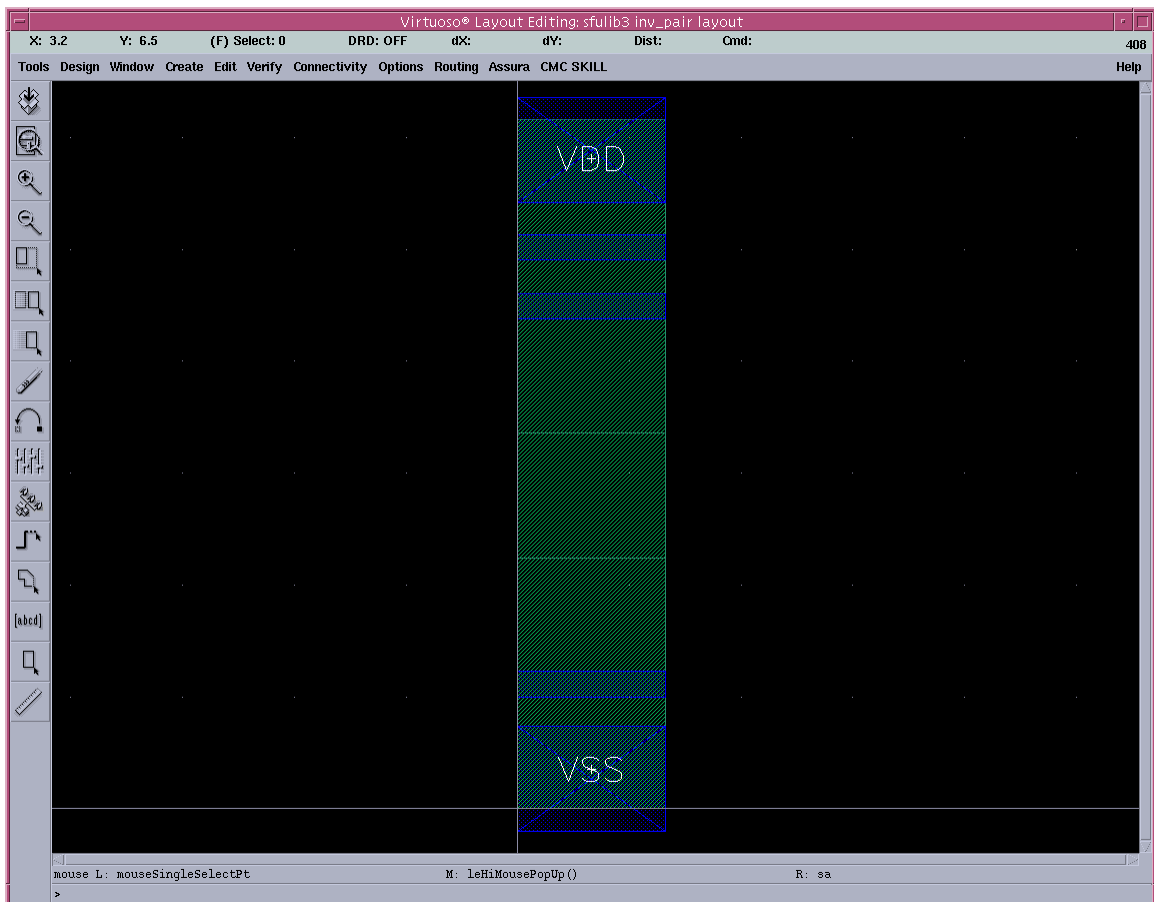 Virtuoso® Layout Editing: sfulib3 inv_pair layout
X: 3.2 Y: 6.5 (F) Select: 0 DRD: OFF dX: dY: Dist: Cmd: 408
Tools Design Window Create Edit Verify Connectivity Options Routing Assura CMC SKILL Help
VDD
[abcd]
VSS
mouse L: mouseSingleSelectPt M: leHiMousePopUp() R: sa
>